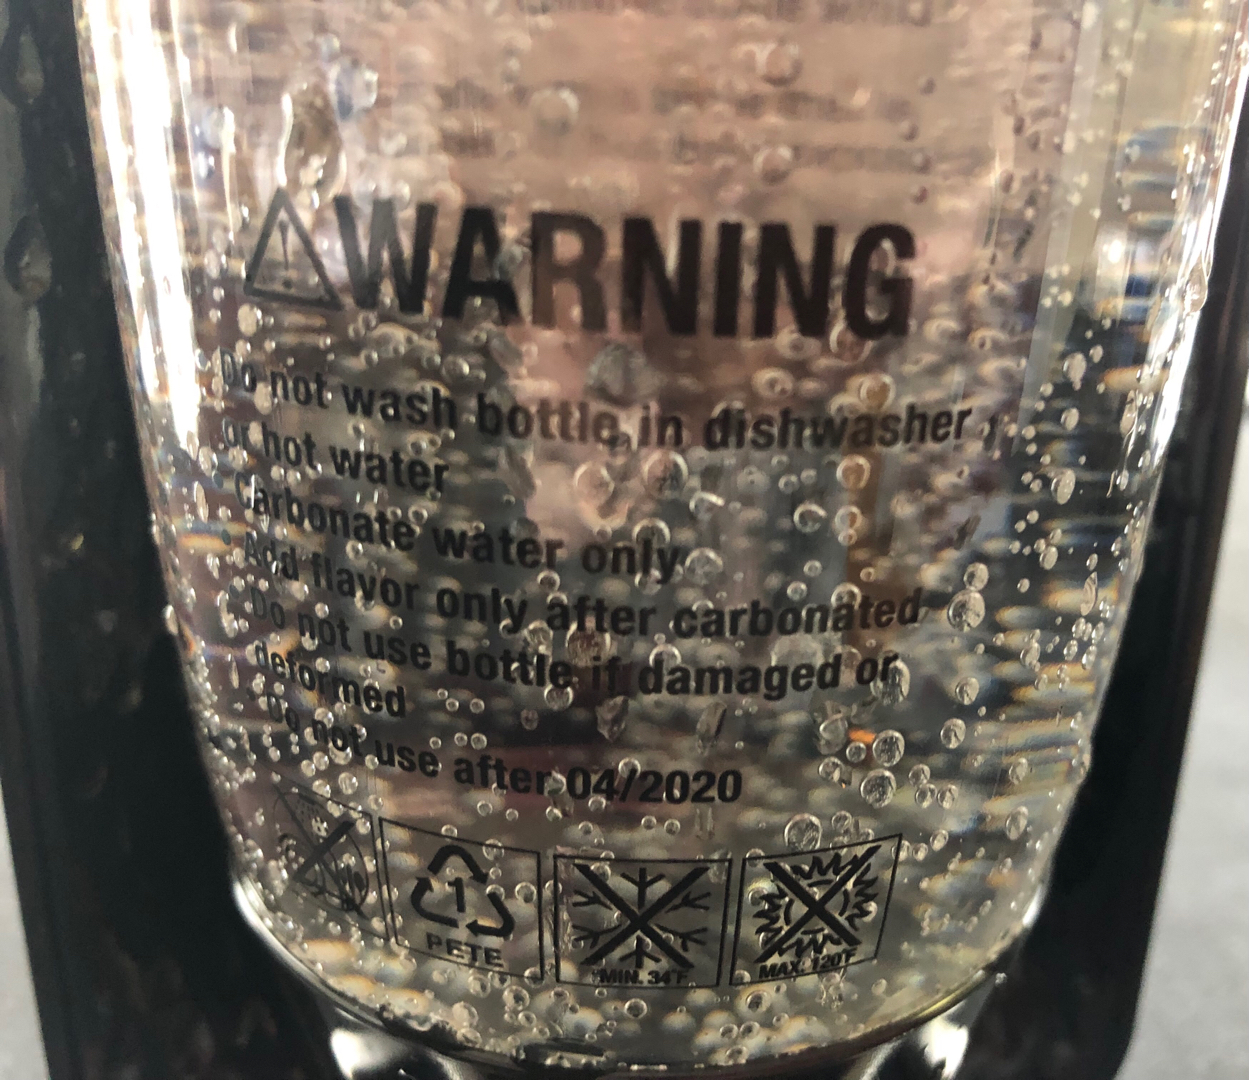 ⚠WARNING
Do not wash bottle in dishwasher
or hot water
Carbonate water only
Add flavor only after carbonated
Do not use bottle if damaged or
deformed
Do not use after 04/2020
1
PETE
MIN. 34°F
MAX. 120°F